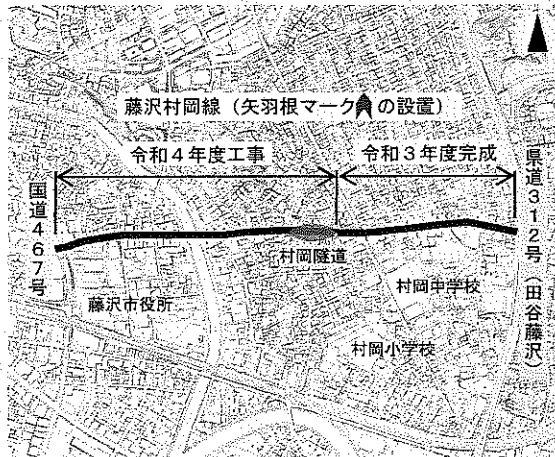 藤沢村岡線（矢羽根マークの設置）
令和4年度工事
令和3年度完成
国道467号
県道312号（田谷藤沢）
村岡隧道
藤沢市役所
村岡中学校
村岡小学校